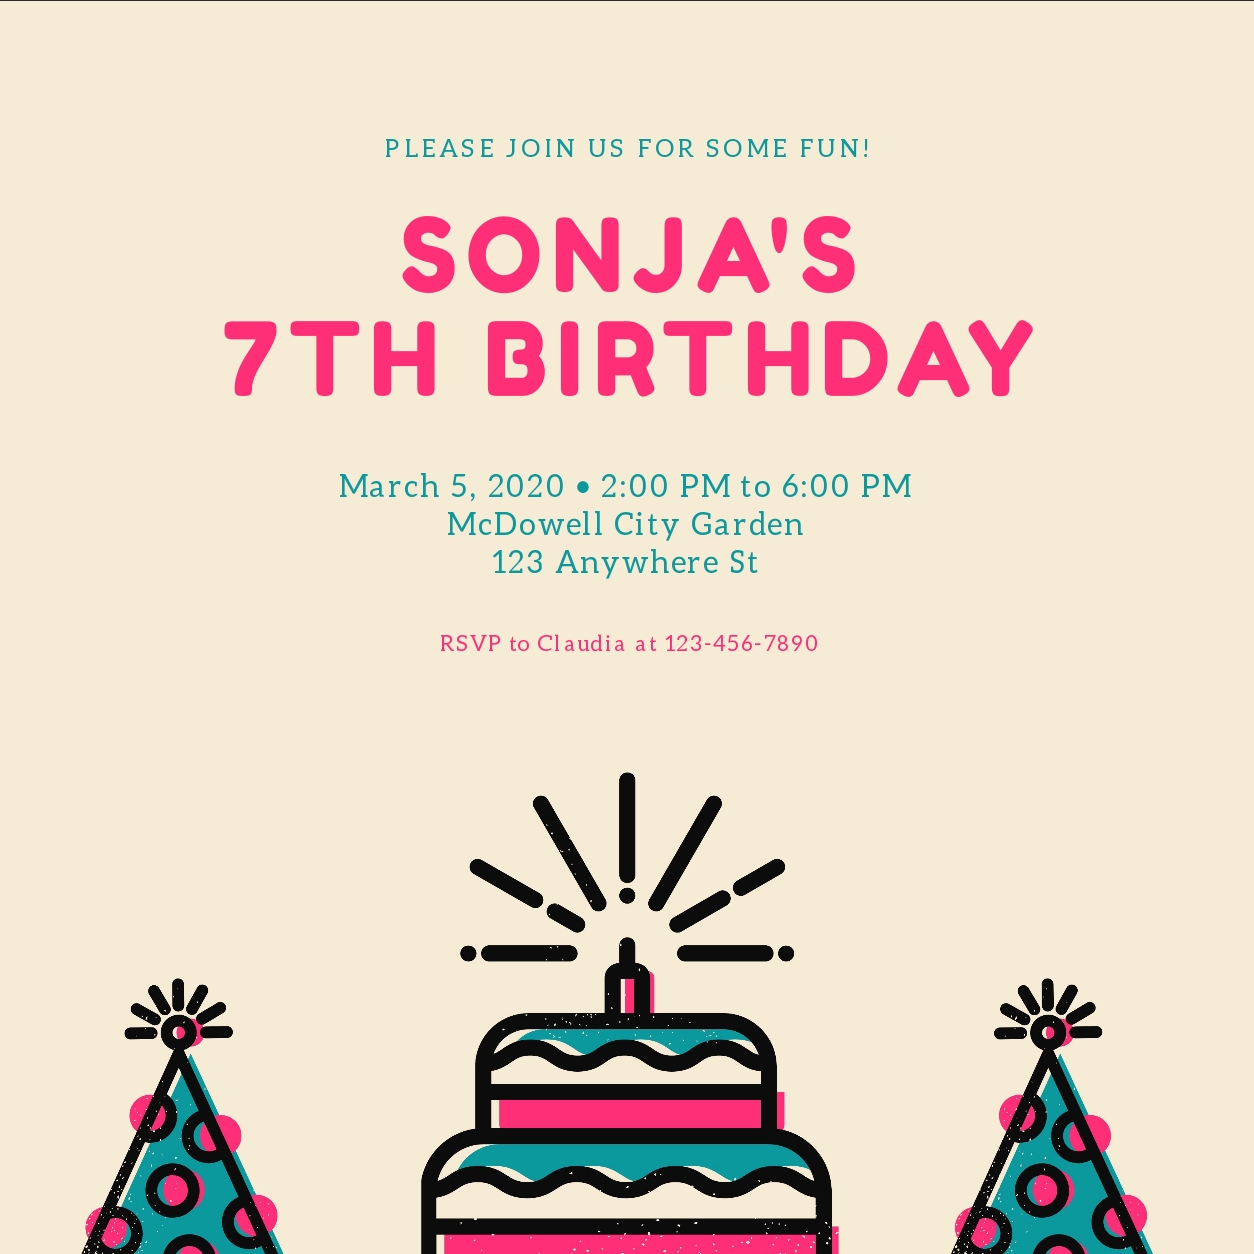 PLEASE JOIN US FOR SOME FUN!
SONJA'S
7TH BIRTHDAY
March 5, 2020 • 2:00 PM to 6:00 PM
McDowell City Garden
123 Anywhere St
RSVP to Claudia at 123-456-7890